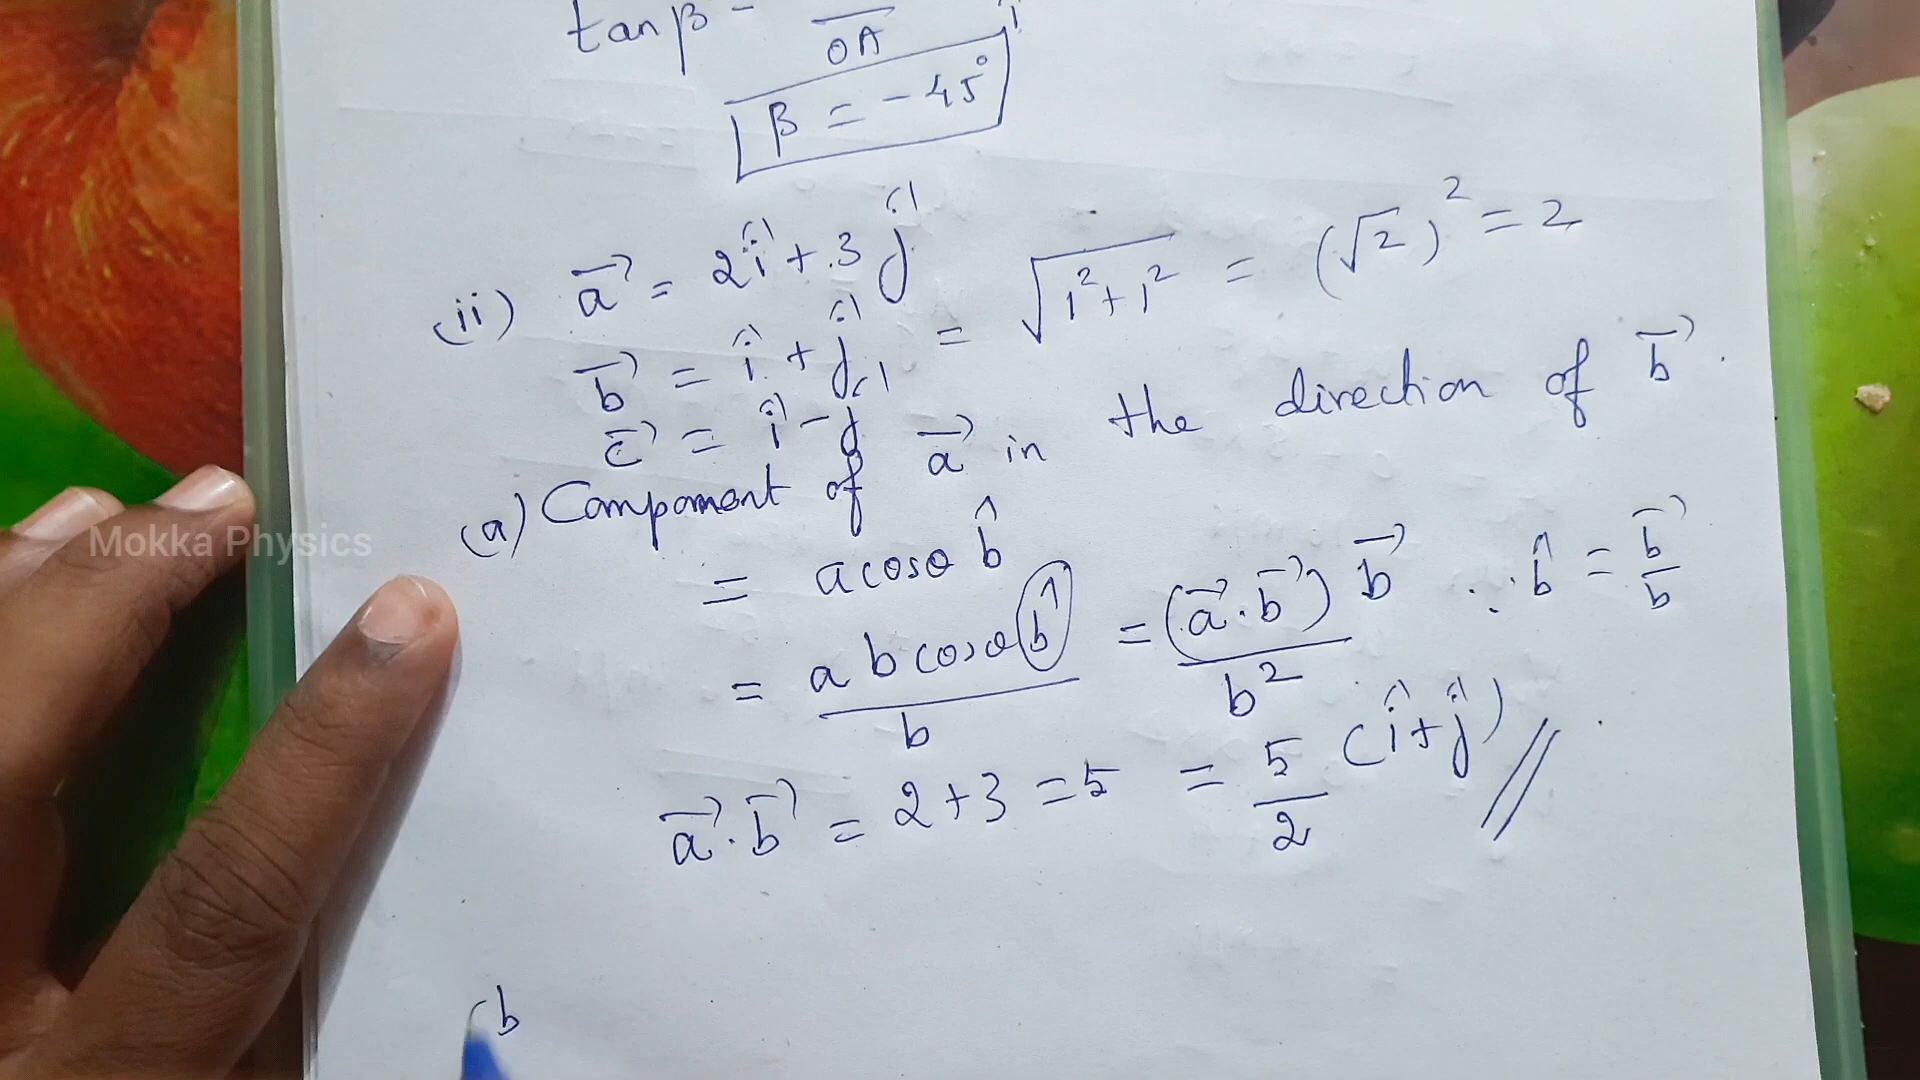 tan β = OA
β = -45°
(ii) a⃗ = 2î + 3ĵ
b⃗ = î + ĵ = √(1² + 1²) = (√2)² = 2
c⃗ = î - ĵ
(a) Component of a⃗ in the direction of b⃗.
= a cosθ b̂
= a b cosθ b̂ / b = (a⃗.b⃗) b⃗ / b² ∵ b̂ = b⃗ / b
a⃗.b⃗ = 2+3 = 5 = 5/2 (î+ĵ)//
(b
Mokka Physics